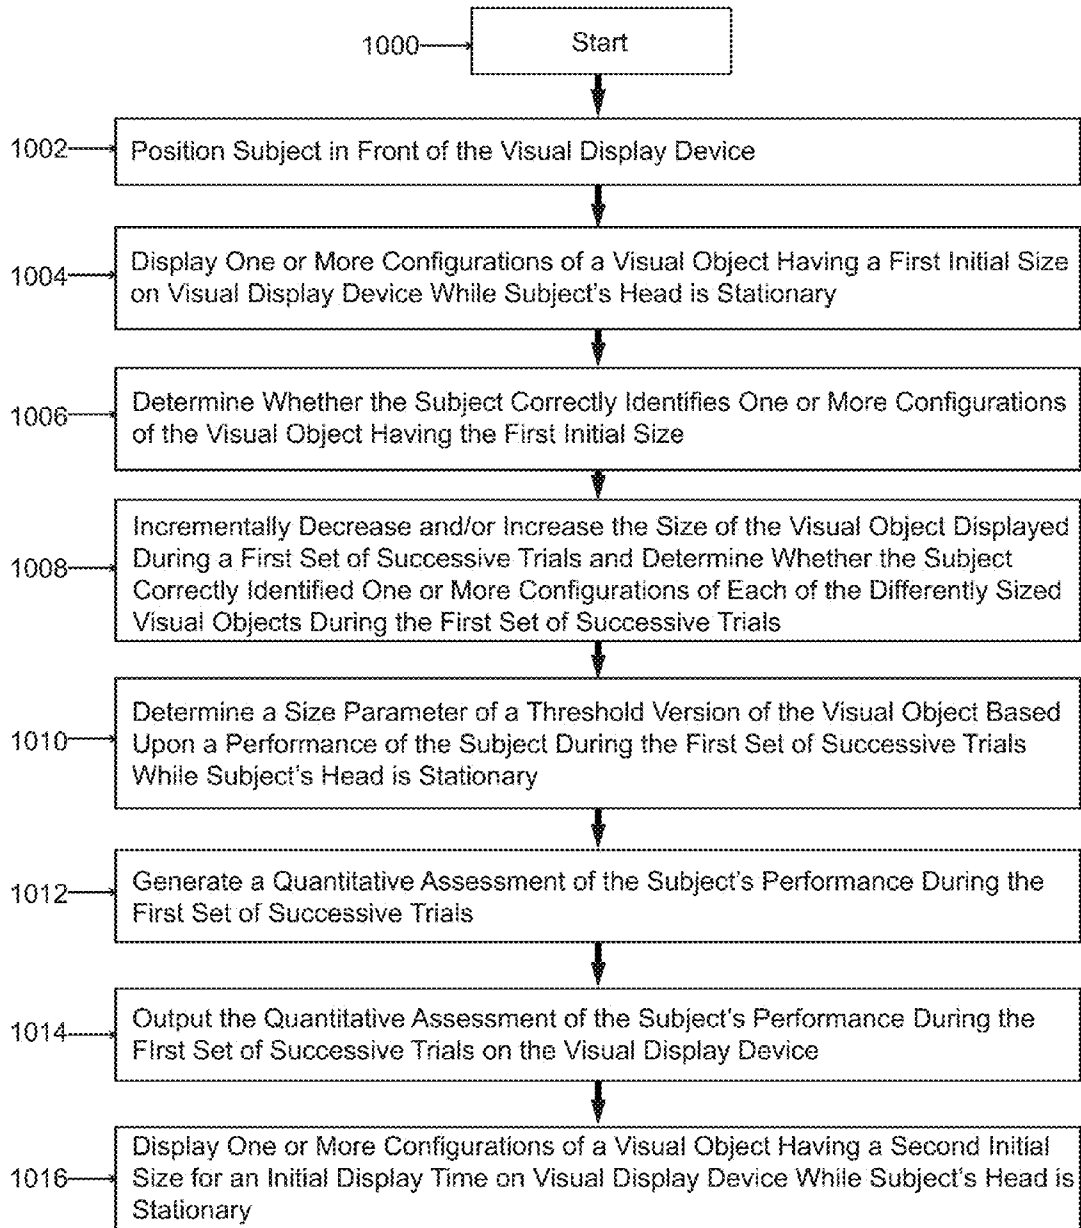 1000
Start
1002
Position Subject in Front of the Visual Display Device
1004
Display One or More Configurations of a Visual Object Having a First Initial Size
on Visual Display Device While Subject's Head is Stationary
1006
Determine Whether the Subject Correctly Identifies One or More Configurations
of the Visual Object Having the First Initial Size
1008
Incrementally Decrease and/or Increase the Size of the Visual Object Displayed
During a First Set of Successive Trials and Determine Whether the Subject
Correctly Identified One or More Configurations of Each of the Differently Sized
Visual Objects During the First Set of Successive Trials
1010
Determine a Size Parameter of a Threshold Version of the Visual Object Based
Upon a Performance of the Subject During the First Set of Successive Trials
While Subject's Head is Stationary
1012
Generate a Quantitative Assessment of the Subject's Performance During the
First Set of Successive Trials
1014
Output the Quantitative Assessment of the Subject's Performance During the
FIrst Set of Successive Trials on the Visual Display Device
1016
Display One or More Configurations of a Visual Object Having a Second Initial
Size for an Initial Display Time on Visual Display Device While Subject's Head is
Stationary